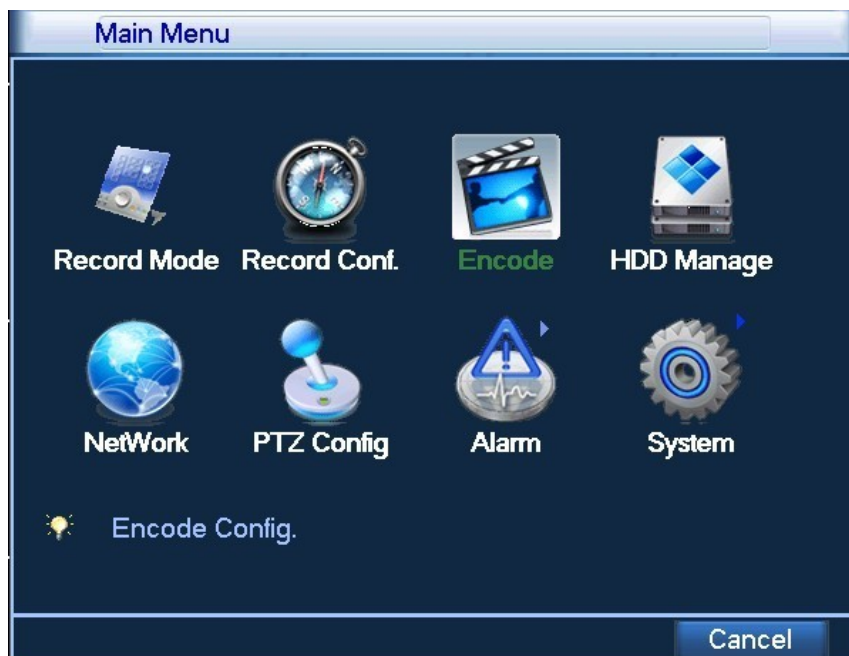 Main Menu
Record Mode Record Conf. Encode HDD Manage
NetWork PTZ Config Alarm System
Encode Config.
Cancel